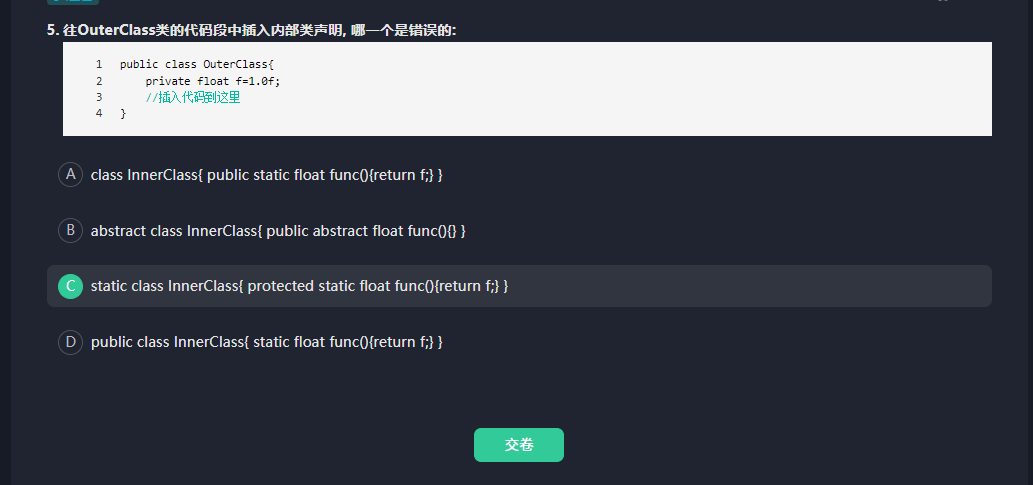 5. 往OuterClass类的代码段中插入内部类声明, 哪一个是错误的:
1 public class OuterClass{
2 private float f=1.0f;
3 //插入代码到这里
4 }
A class InnerClass{ public static float func(){return f;} }
B abstract class InnerClass{ public abstract float func(){} }
C static class InnerClass{ protected static float func(){return f;} }
D public class InnerClass{ static float func(){return f;} }
交卷